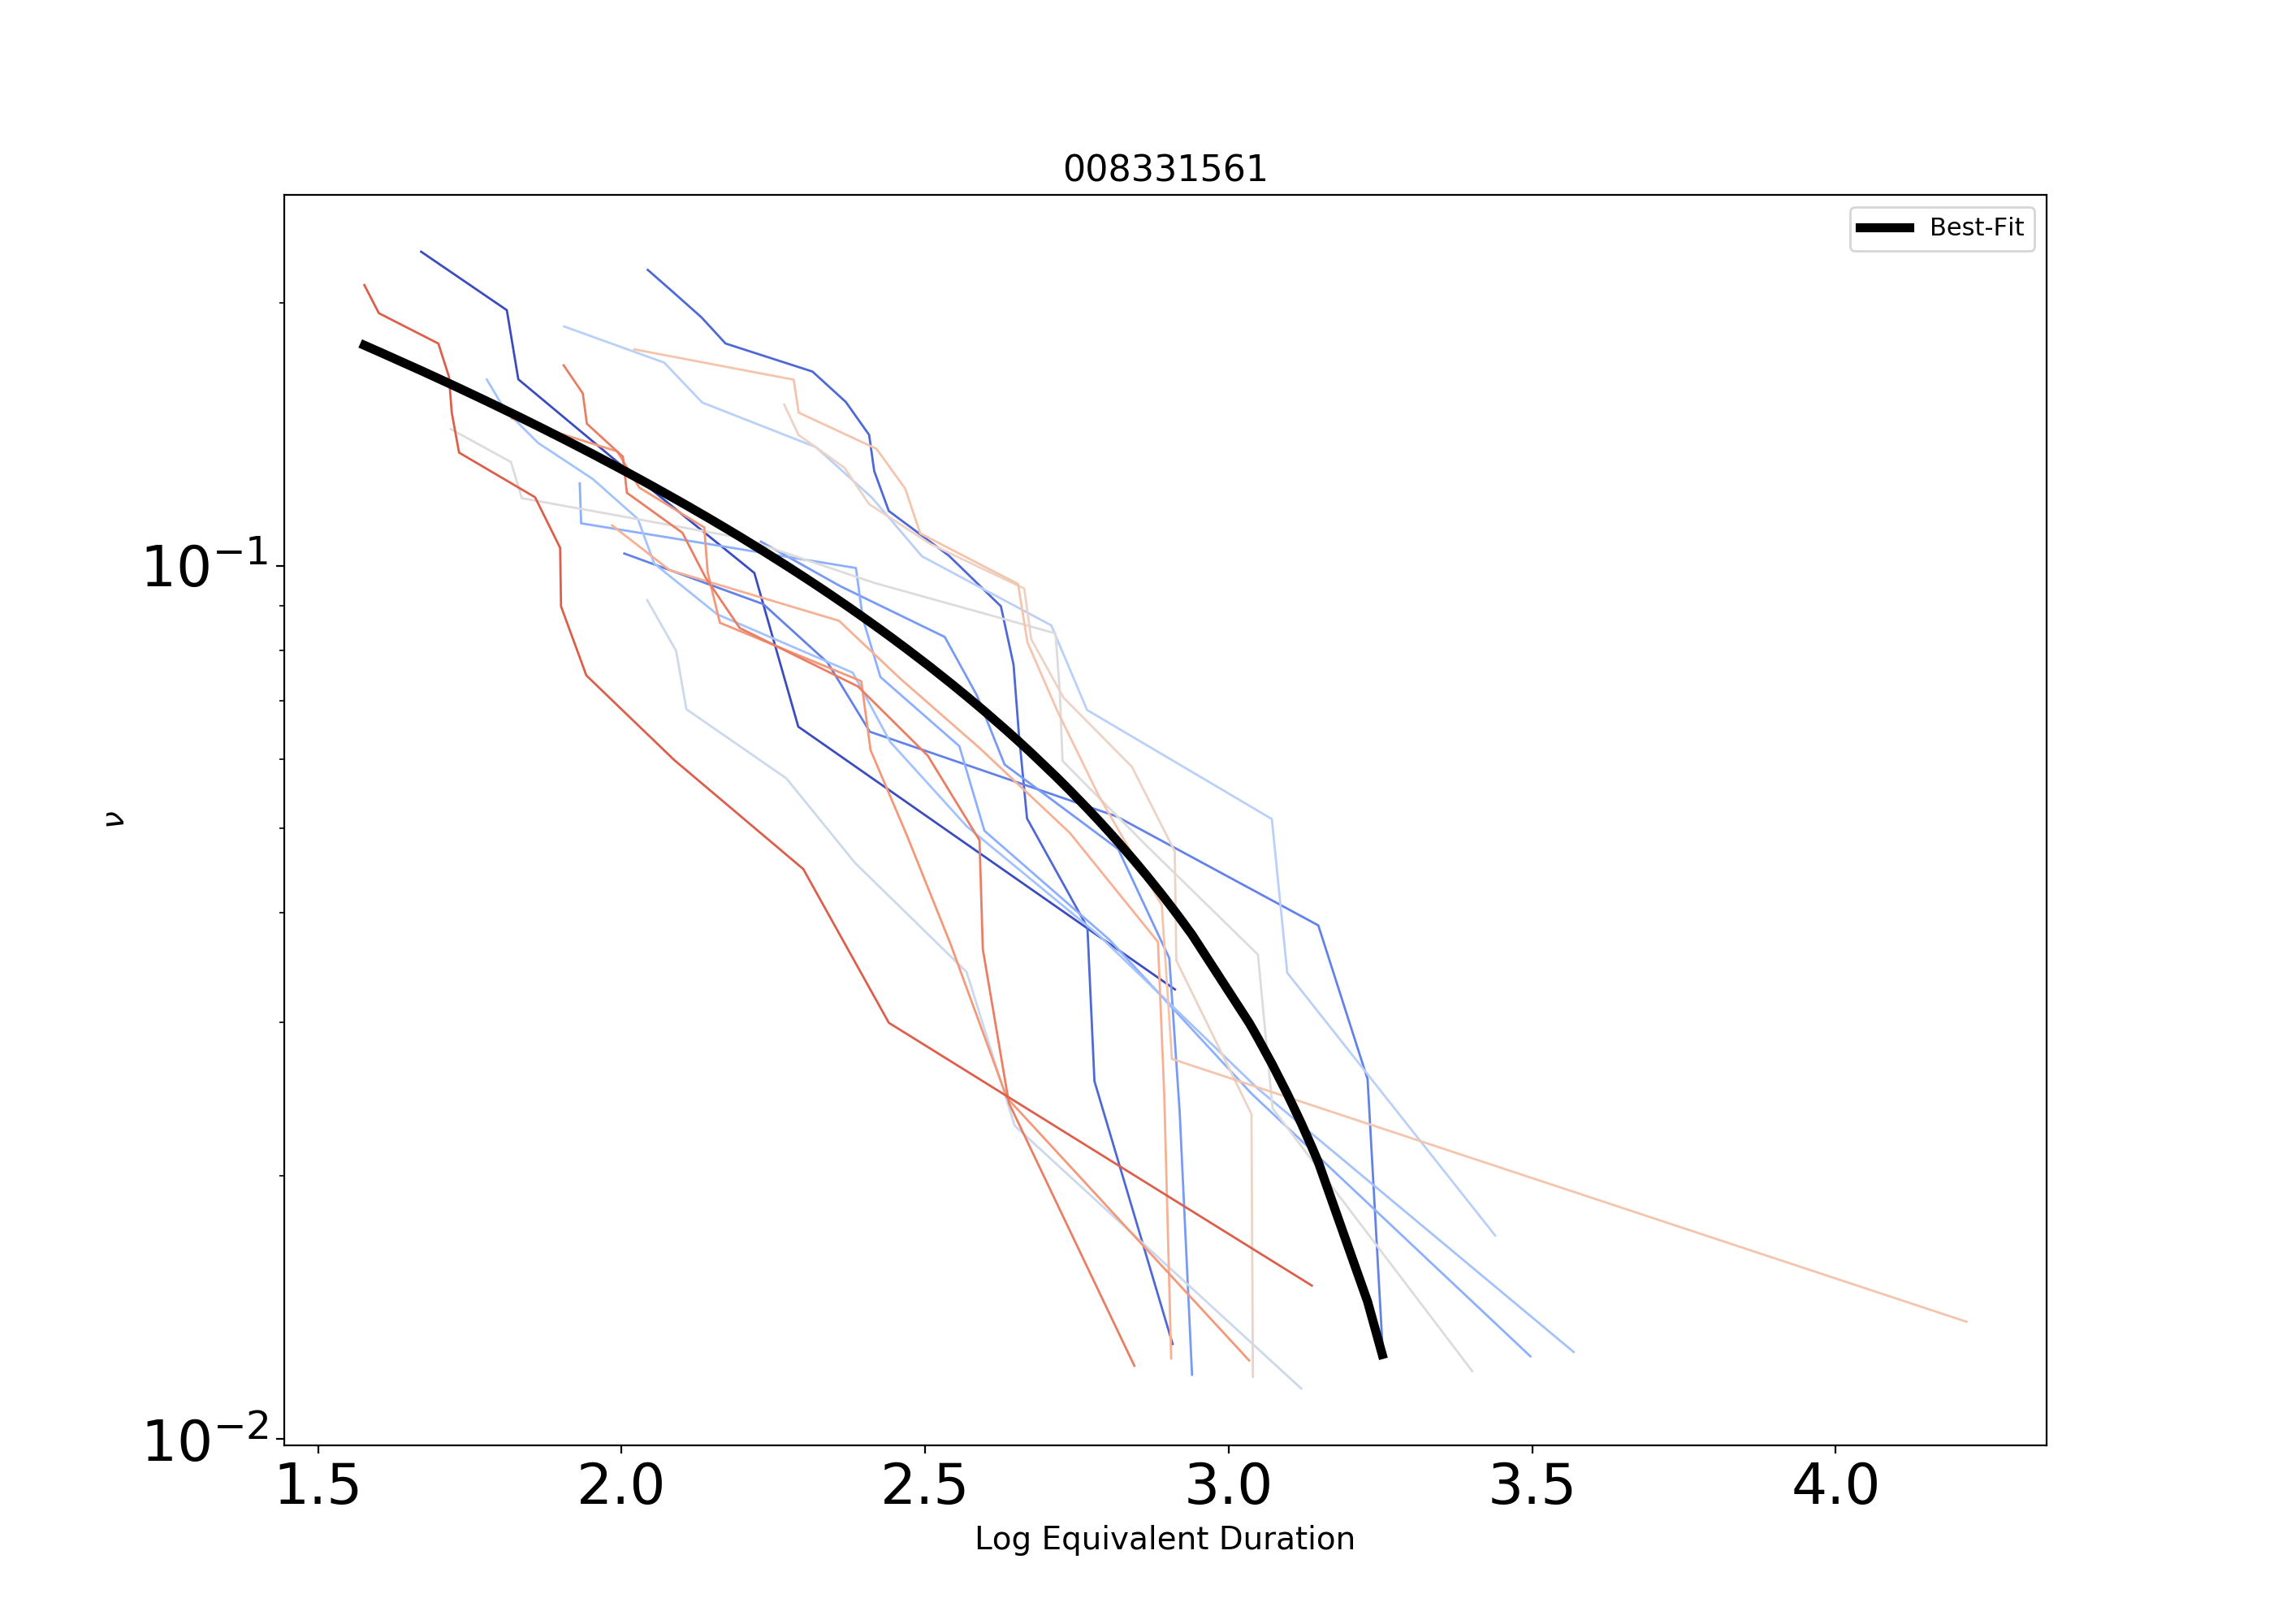 008331561
Best-Fit
10⁻¹
ν
10⁻²
1.5 2.0 2.5 3.0 3.5 4.0
Log Equivalent Duration